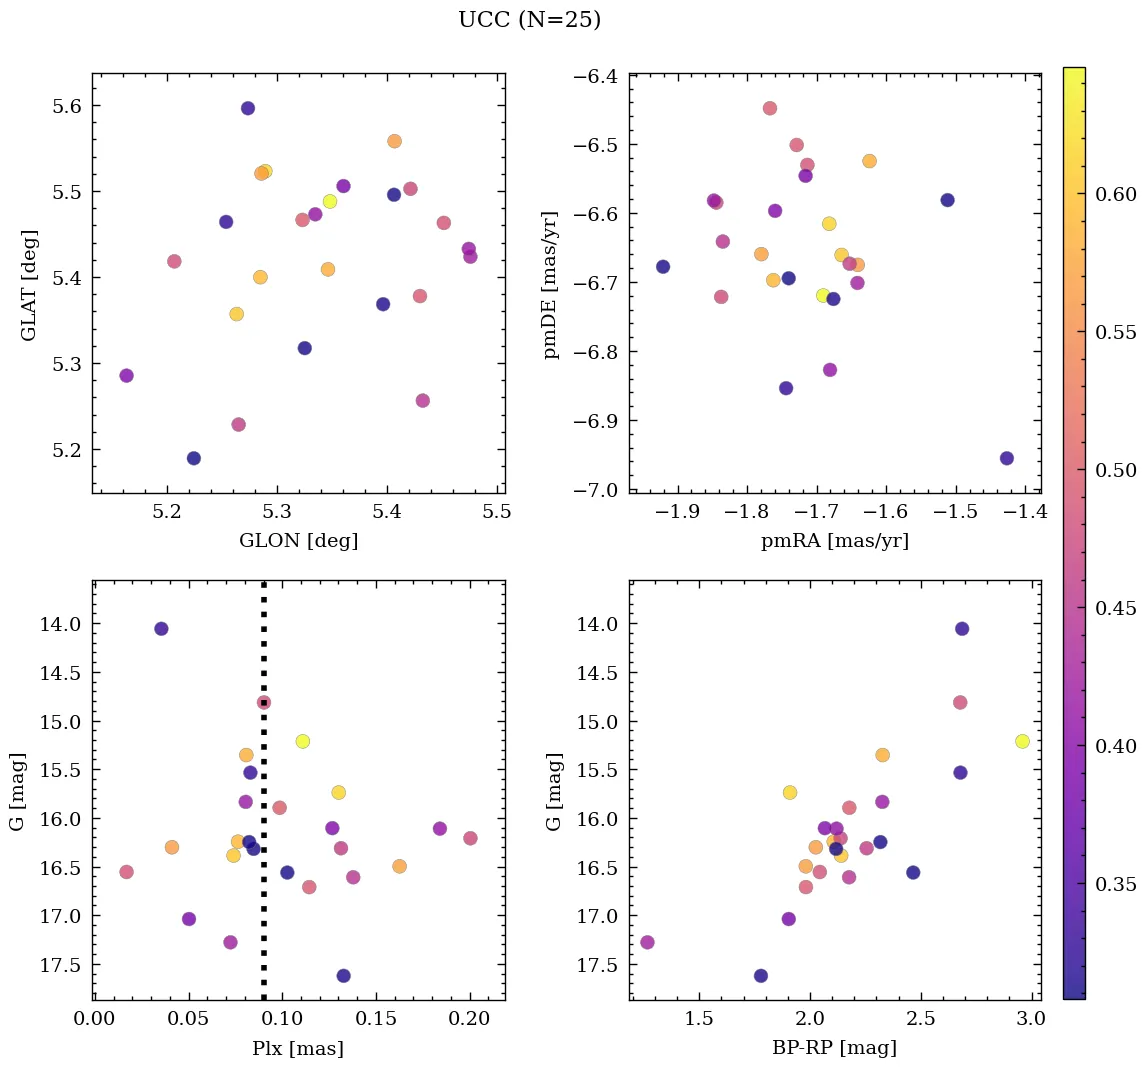 UCC (N=25)
5.6
5.5
5.4
5.3
5.2
GLAT [deg]
5.2 5.3 5.4 5.5
GLON [deg]
−6.4
−6.5
−6.6
−6.7
−6.8
−6.9
−7.0
pmDE [mas/yr]
−1.9 −1.8 −1.7 −1.6 −1.5 −1.4
pmRA [mas/yr]
14.0
14.5
15.0
15.5
16.0
16.5
17.0
17.5
G [mag]
0.00 0.05 0.10 0.15 0.20
Plx [mas]
14.0
14.5
15.0
15.5
16.0
16.5
17.0
17.5
G [mag]
1.5 2.0 2.5 3.0
BP-RP [mag]
0.60
0.55
0.50
0.45
0.40
0.35